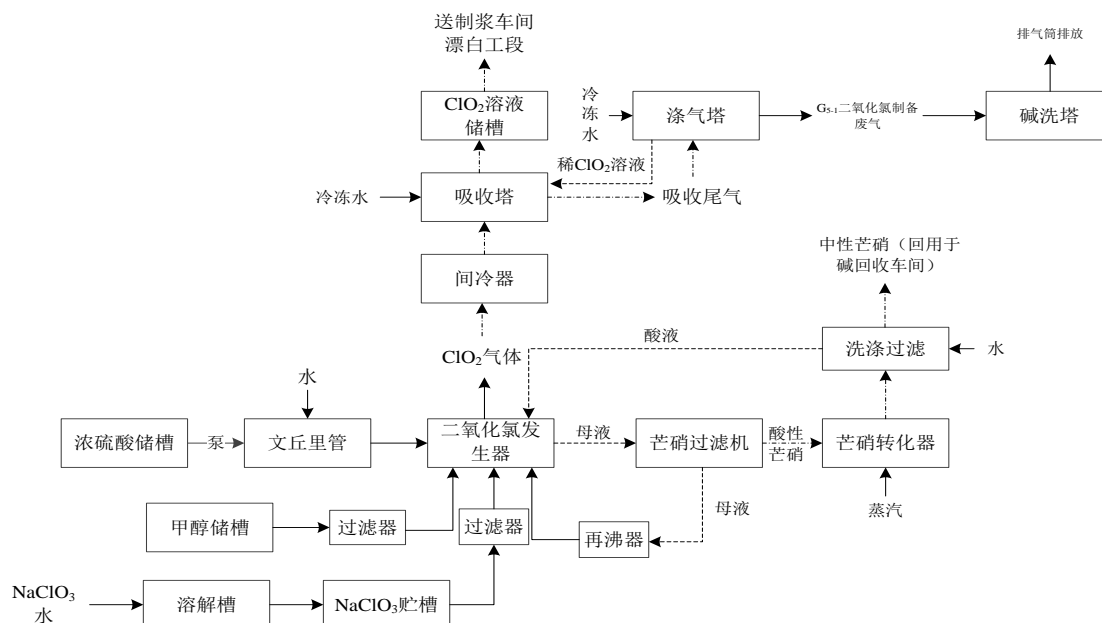 送制浆车间
漂白工段
排气筒排放
ClO₂溶液
储槽
冷
冻
水
涤气塔
G₅₋₁二氧化氯制备
废气
碱洗塔
稀ClO₂溶液
冷冻水
吸收塔
吸收尾气
中性芒硝（回用于
碱回收车间）
间冷器
酸液
洗涤过滤
水
ClO₂气体
水
浓硫酸储槽
泵
文丘里管
二氧化氯发
生器
母液
芒硝过滤机
酸性
芒硝
芒硝转化器
母液
蒸汽
甲醇储槽
过滤器
过滤器
再沸器
NaClO₃
水
溶解槽
NaClO₃贮槽